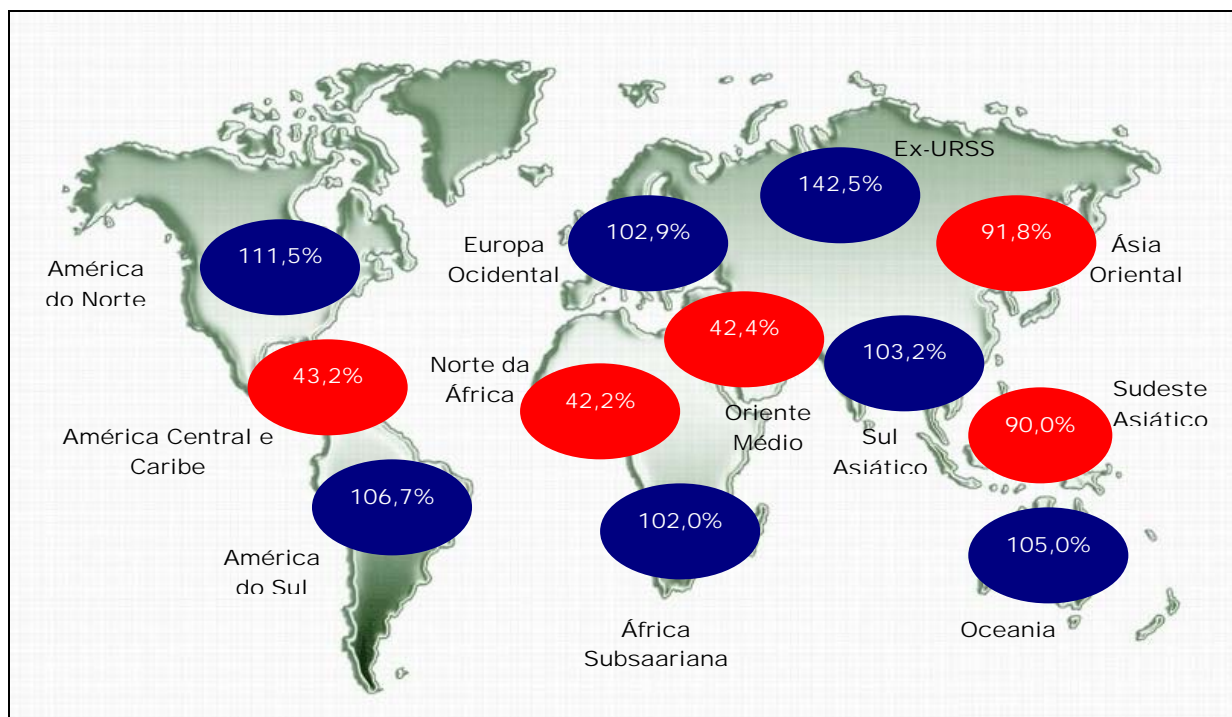 Ex-URSS
142,5%
Europa
Ocidental
102,9%
91,8%
Ásia
Oriental
América
do Norte
111,5%
42,4%
Oriente
Médio
103,2%
Sul
Asiático
Norte da
África
42,2%
43,2%
América Central e
Caribe
Sudeste
Asiático
90,0%
106,7%
América
do Sul
102,0%
África
Subsaariana
105,0%
Oceania